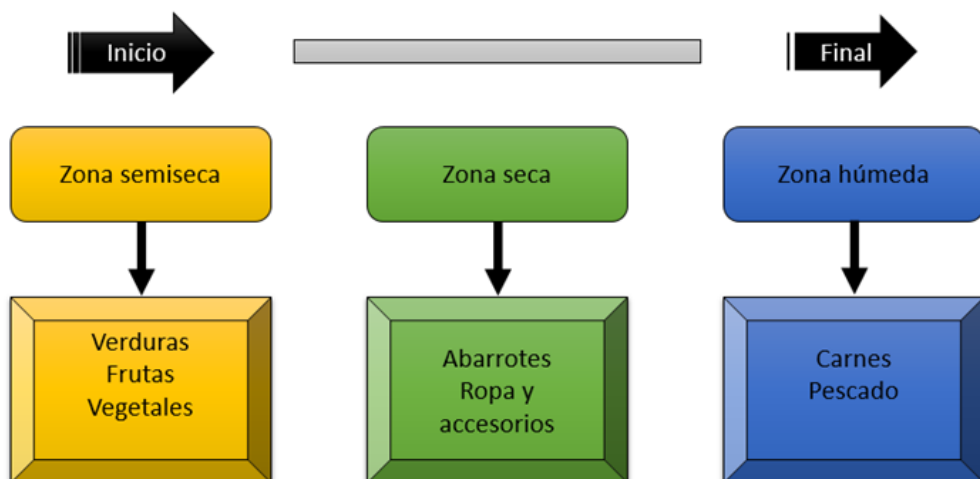 Inicio
Final
Zona semiseca
Zona seca
Zona húmeda
Verduras
Frutas
Vegetales
Abarrotes
Ropa y
accesorios
Carnes
Pescado